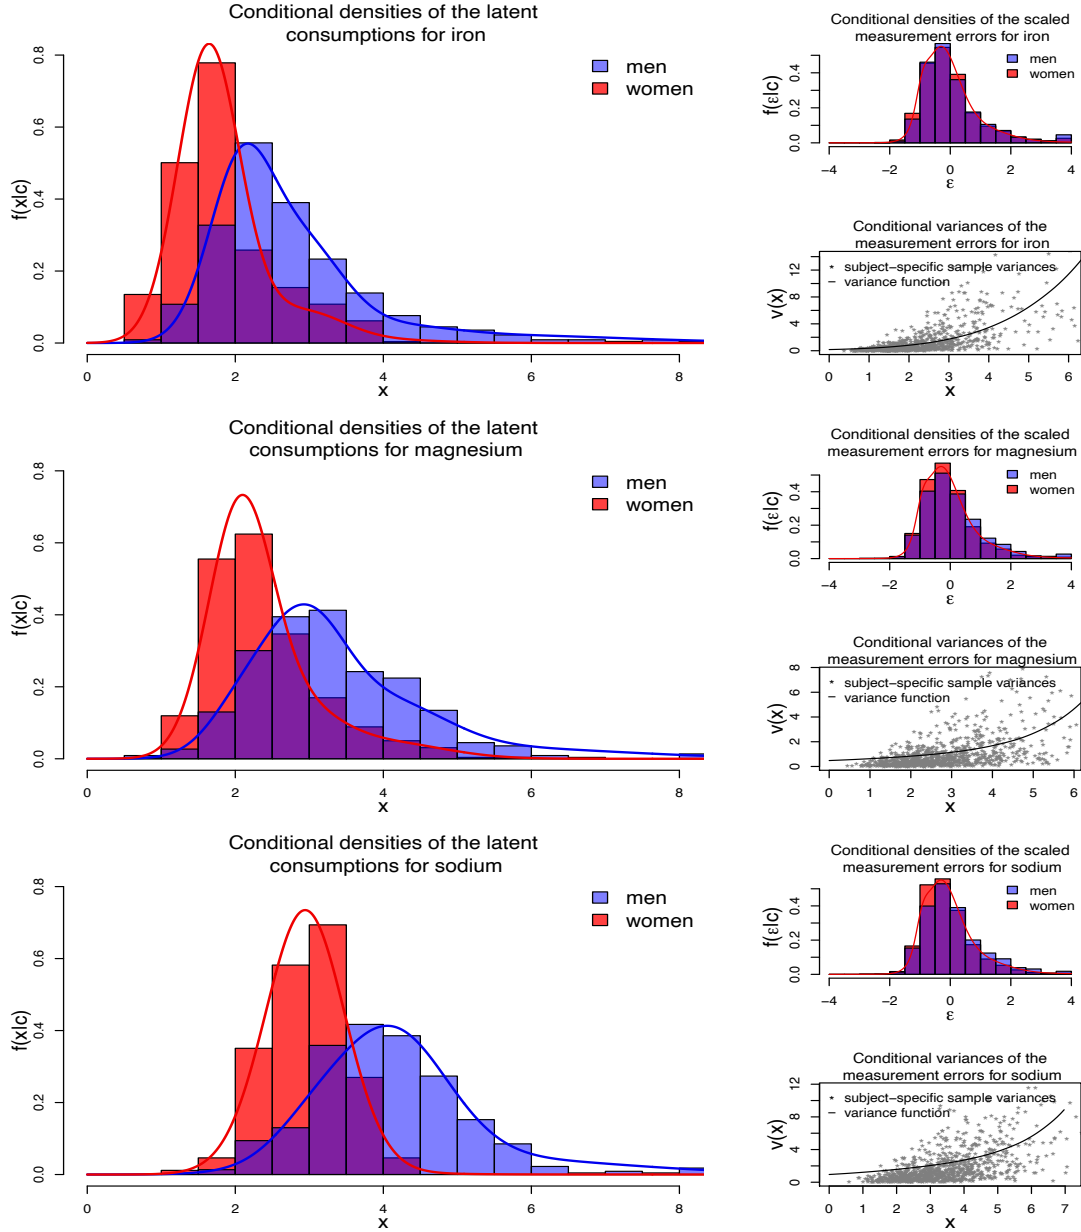 Conditional densities of the latent
consumptions for iron
men
women
f(x|c)
0.0 0.2 0.4 0.6 0.8
0 2 4 6 8
x
Conditional densities of the scaled
measurement errors for iron
men
women
f(ε|c)
0.0 0.2 0.4
−4 −2 0 2 4
ε
Conditional variances of the
measurement errors for iron
* subject−specific sample variances
− variance function
v(x)
0 4 8 12
0 1 2 3 4 5 6
x
Conditional densities of the latent
consumptions for magnesium
men
women
f(x|c)
0.0 0.2 0.4 0.6 0.8
0 2 4 6 8
x
Conditional densities of the scaled
measurement errors for magnesium
men
women
f(ε|c)
0.0 0.2 0.4
−4 −2 0 2 4
ε
Conditional variances of the
measurement errors for magnesium
* subject−specific sample variances
− variance function
v(x)
0 2 4 6 8
0 1 2 3 4 5 6
x
Conditional densities of the latent
consumptions for sodium
men
women
f(x|c)
0.0 0.2 0.4 0.6 0.8
0 2 4 6 8
x
Conditional densities of the scaled
measurement errors for sodium
men
women
f(ε|c)
0.0 0.2 0.4
−4 −2 0 2 4
ε
Conditional variances of the
measurement errors for sodium
* subject−specific sample variances
− variance function
v(x)
0 2 4 6 8 12
0 1 2 3 4 5 6 7
x